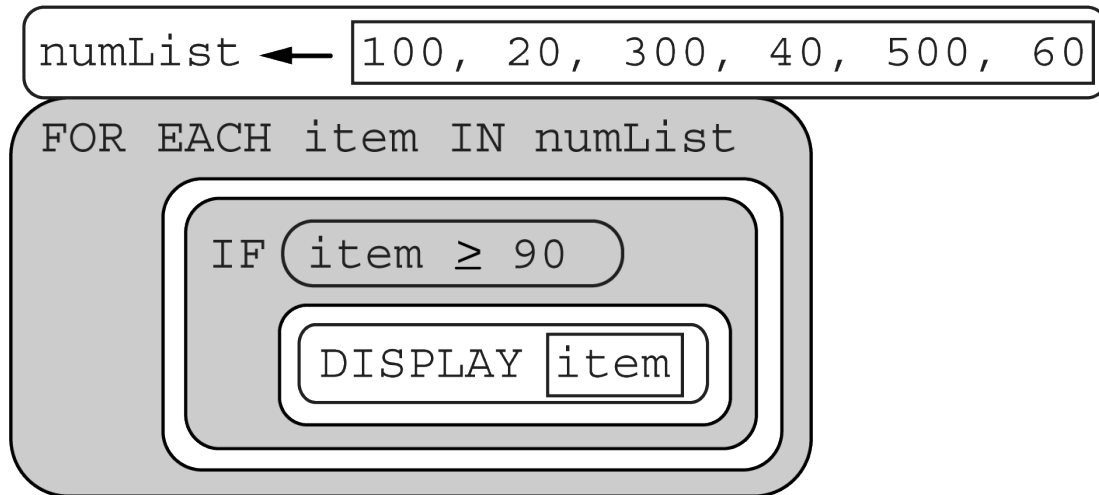 numList ← 100, 20, 300, 40, 500, 60
FOR EACH item IN numList
IF item ≥ 90
DISPLAY item